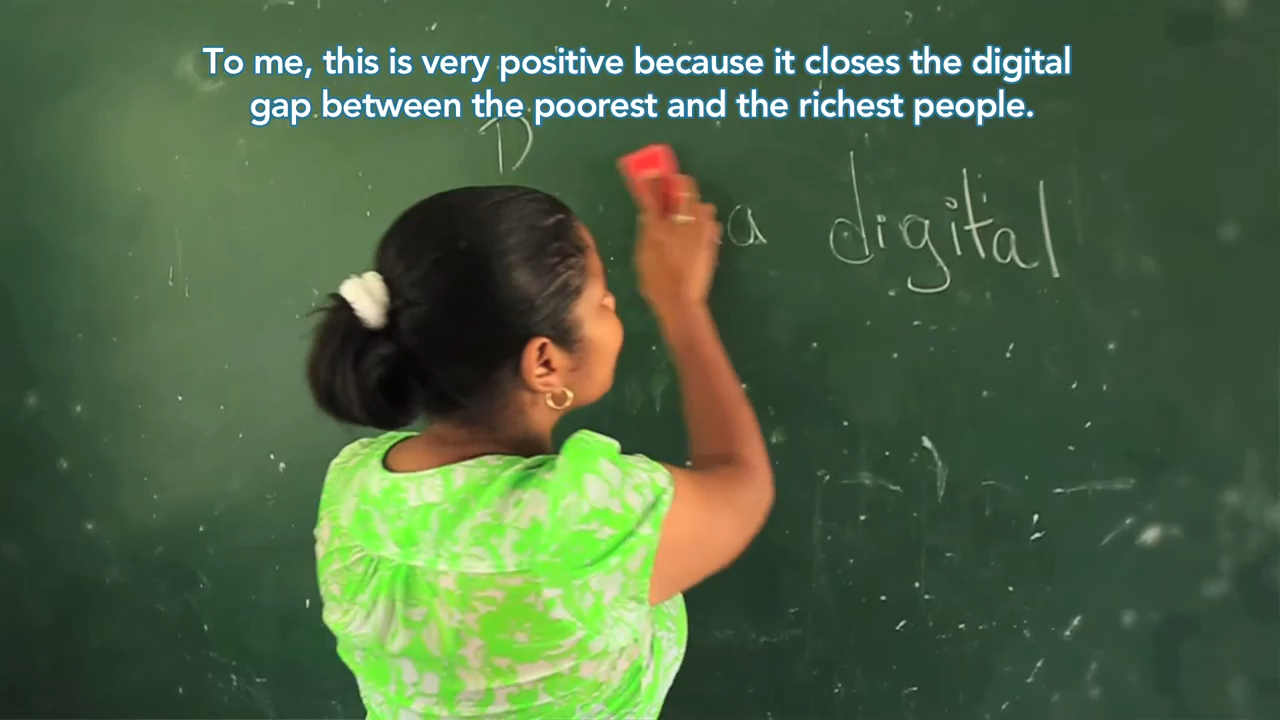 To me, this is very positive because it closes the digital
gap between the poorest and the richest people.
D
a digital